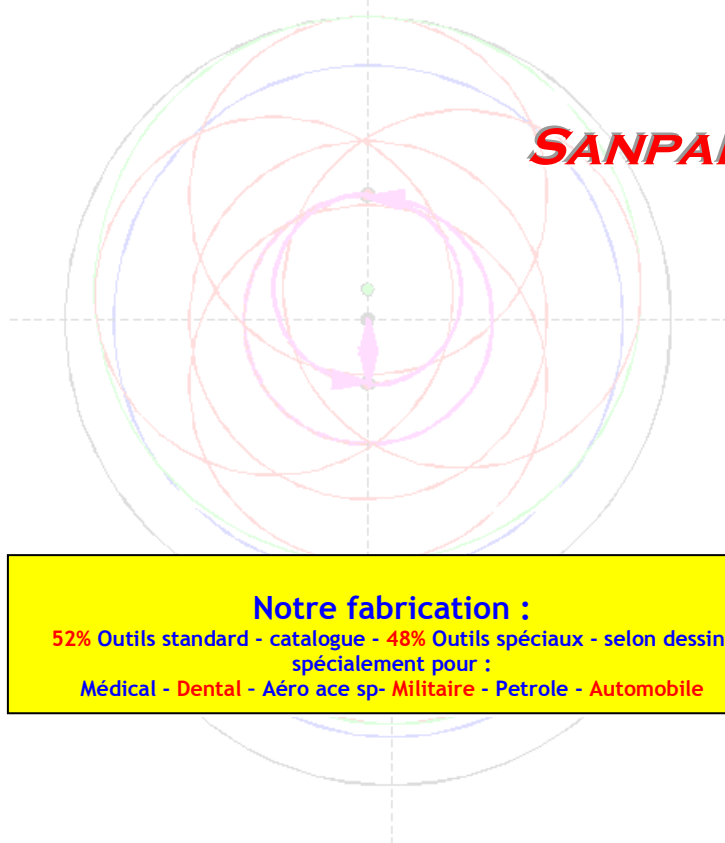 SANPA
Notre fabrication :
52% Outils standard - catalogue - 48% Outils spéciaux - selon dessin
spécialement pour :
Médical - Dental - Aéro ace sp- Militaire - Petrole - Automobile